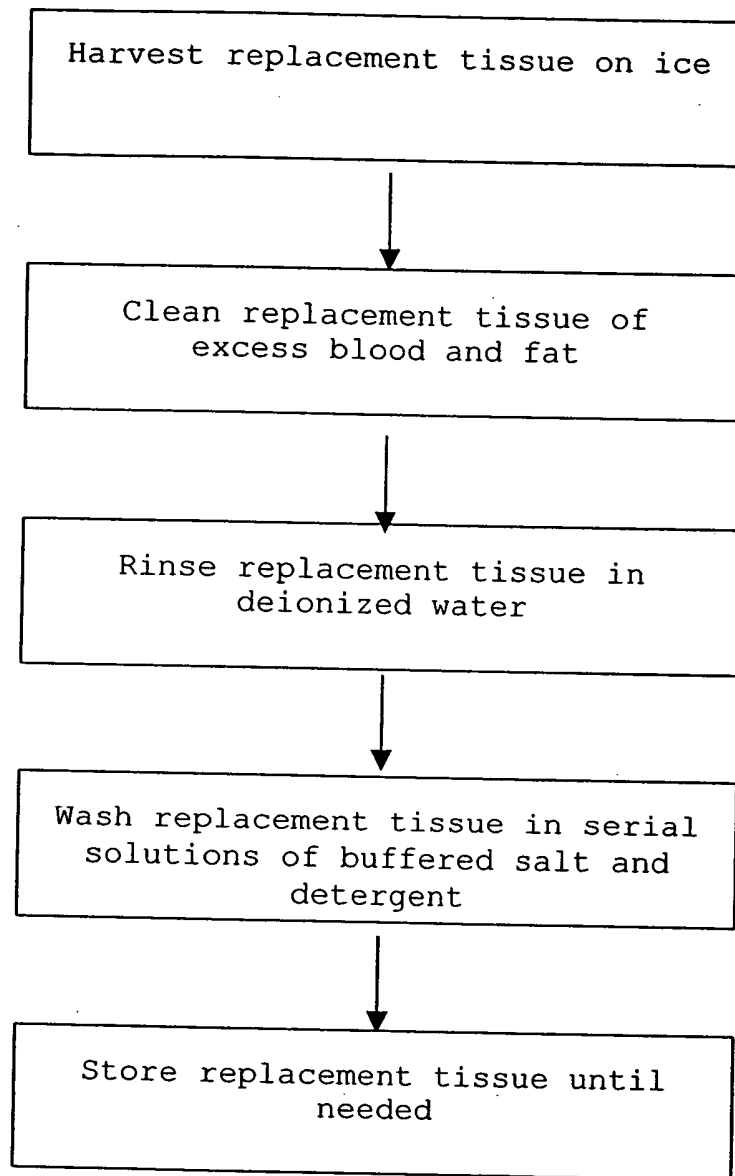 Harvest replacement tissue on ice
Clean replacement tissue of
excess blood and fat
Rinse replacement tissue in
deionized water
Wash replacement tissue in serial
solutions of buffered salt and
detergent
Store replacement tissue until
needed